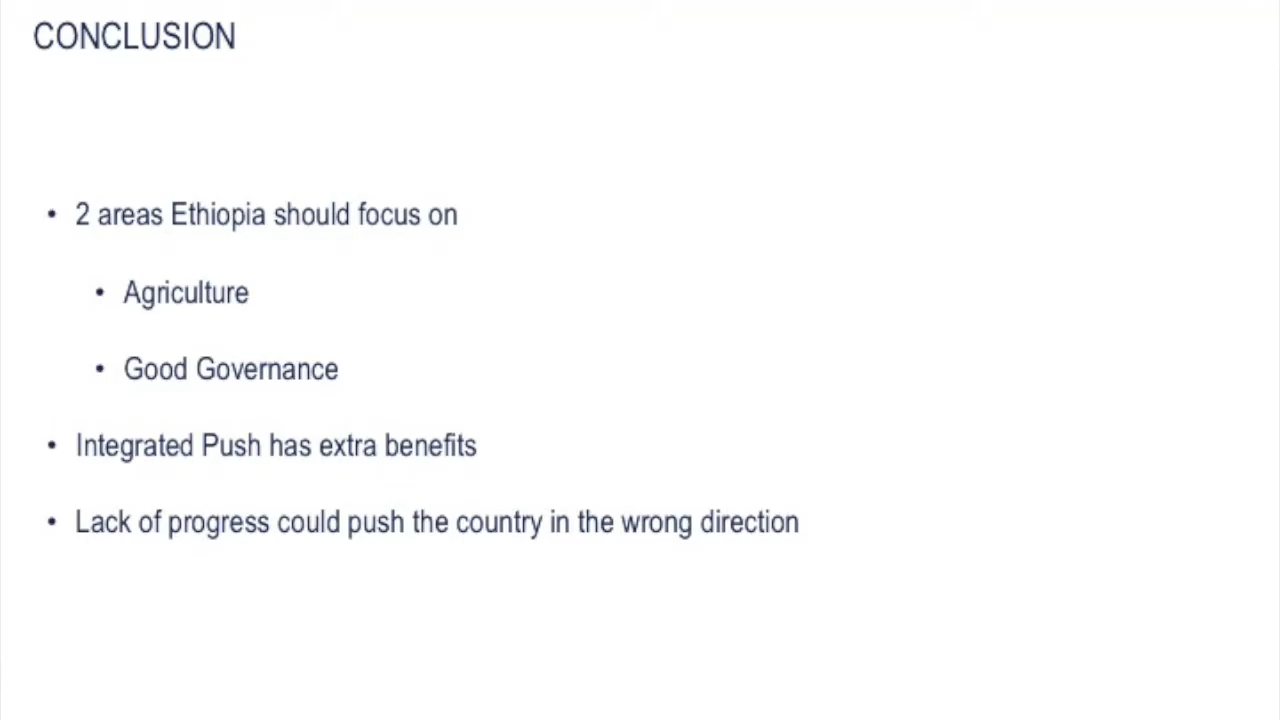 CONCLUSION
• 2 areas Ethiopia should focus on
• Agriculture
• Good Governance
• Integrated Push has extra benefits
• Lack of progress could push the country in the wrong direction